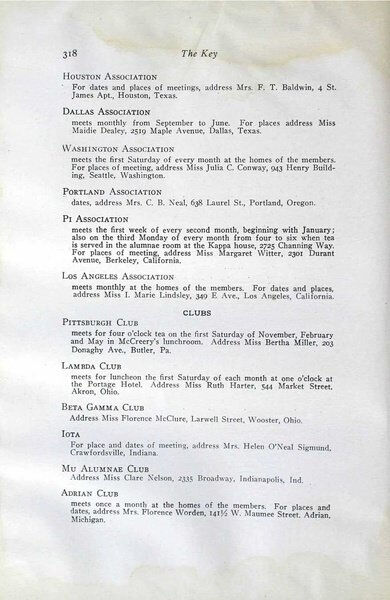 318 The Key
Houston Association
For dates and places of meetings, address Mrs. F. T. Baldwin, 4 St.
James Apt., Houston, Texas.
Dallas Association
meets monthly from September to June. For places address Miss
Maidie Dealey, 2519 Maple Avenue, Dallas, Texas.
Washington Association
meets the first Saturday of every month at the homes of the members.
For places of meeting, address Miss Julia C. Conway, 943 Henry Build-
ing, Seattle, Washington.
Portland Association
dates, address Mrs. C. B. Neal, 638 Laurel St., Portland, Oregon.
Pi Association
meets the first week of every second month, beginning with January;
also on the third Monday of every month from four to six when tea
is served in the alumnae room at the Kappa house, 2725 Channing Way.
For places of meeting, address Miss Margaret Witter, 2301 Durant
Avenue, Berkeley, California.
Los Angeles Association
meets monthly at the homes of the members. For dates and places,
address Miss I. Marie Lindsley, 349 E Ave., Los Angeles, California.
CLUBS
Pittsburgh Club
meets for four o'clock tea on the first Saturday of November, February
and May in McCreery's lunchroom. Address Miss Bertha Miller, 203
Donaghy Ave., Butler, Pa.
Lambda Club
meets for luncheon the first Saturday of each month at one o'clock at
the Portage Hotel. Address Miss Ruth Harter, 544 Market Street,
Akron, Ohio.
Beta Gamma Club
Address Miss Florence McClure, Larwell Street, Wooster, Ohio.
Iota
For place and dates of meeting, address Mrs. Helen O'Neal Sigmund,
Crawfordsville, Indiana.
Mu Alumnae Club
Address Miss Clare Nelson, 2335 Broadway, Indianapolis, Ind.
Adrian Club
meets once a month at the homes of the members. For places and
dates, address Mrs. Florence Worden, 141½ W. Maumee Street, Adrian,
Michigan.